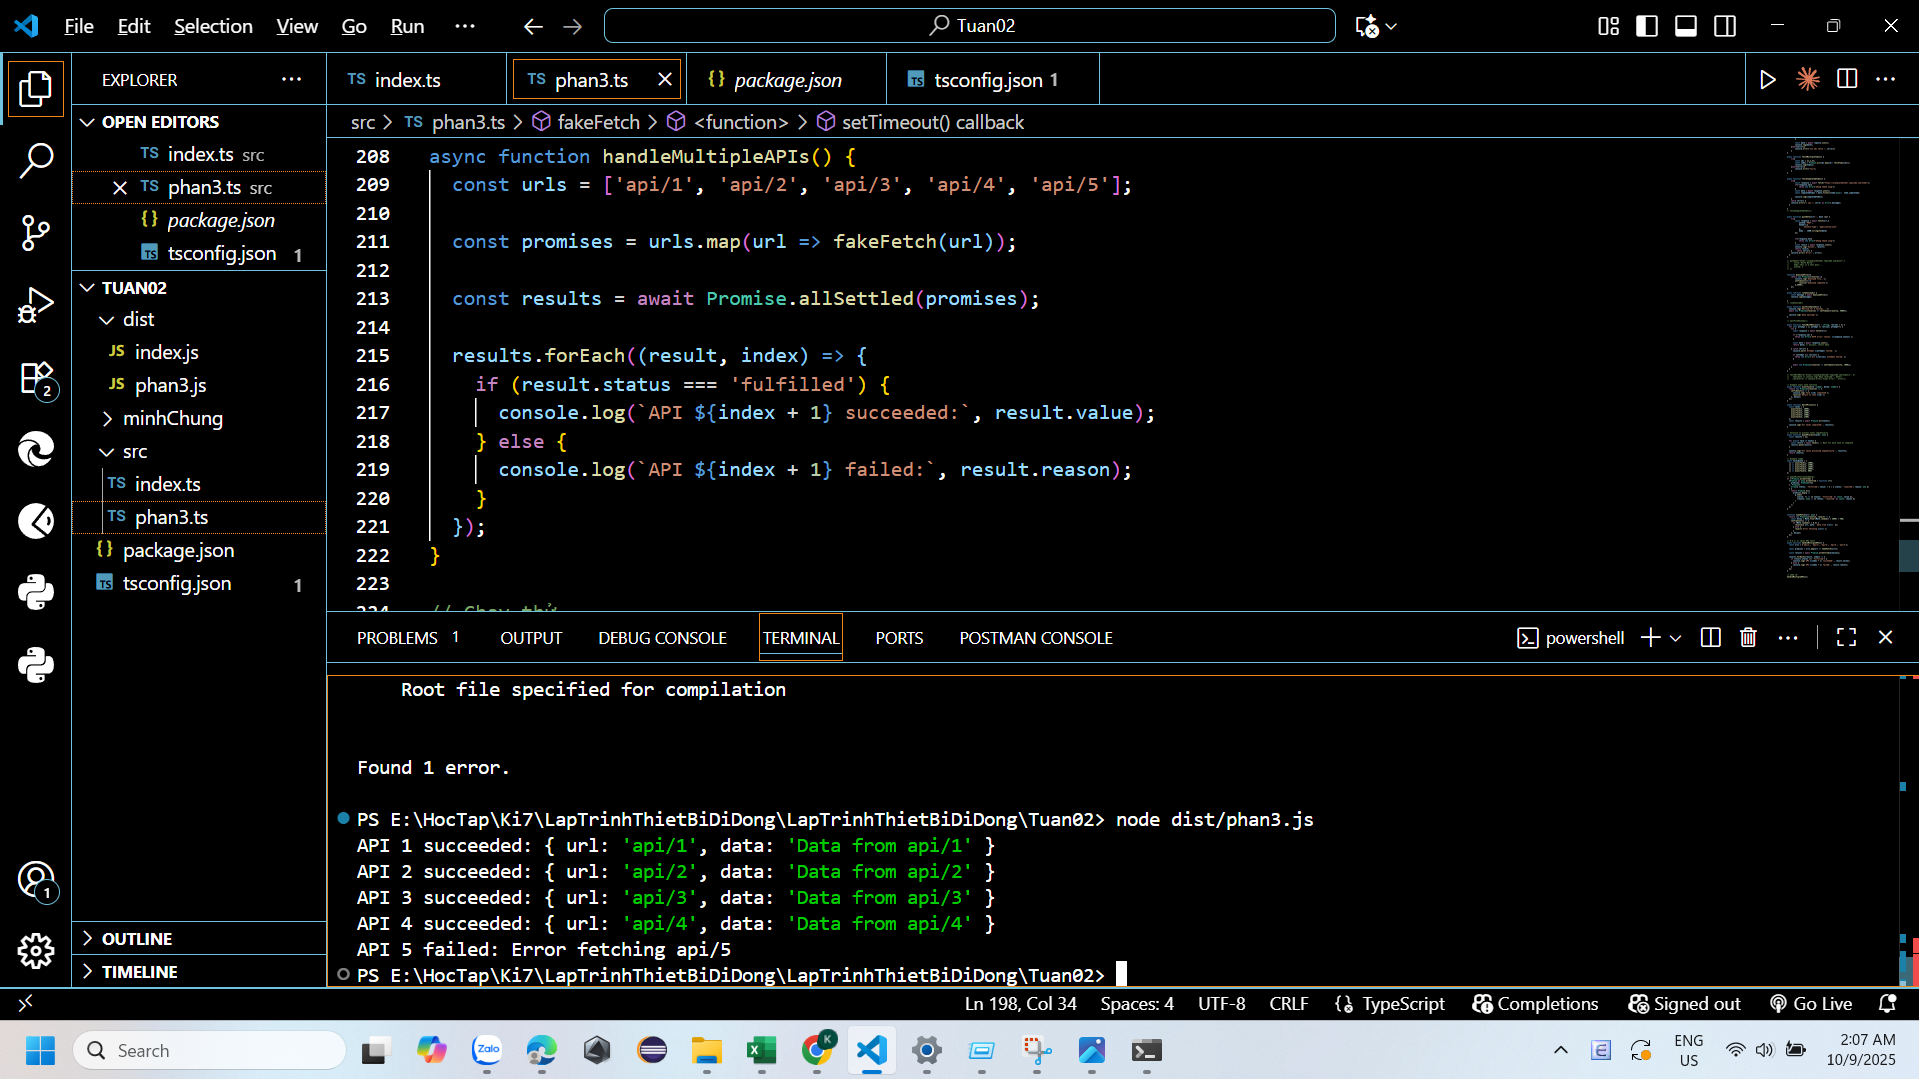 File Edit Selection View Go Run ··· Tuan02
EXPLORER
OPEN EDITORS
TS index.ts src
TS phan3.ts src
{} package.json
TS tsconfig.json 1
TUAN02
dist
JS index.js
JS phan3.js
minhChung
src
TS index.ts
TS phan3.ts
{} package.json
TS tsconfig.json 1
OUTLINE
TIMELINE
2
1
TS index.ts TS phan3.ts {} package.json TS tsconfig.json 1
src > TS phan3.ts > fakeFetch > <function> > setTimeout() callback
208 async function handleMultipleAPIs() {
209 const urls = ['api/1', 'api/2', 'api/3', 'api/4', 'api/5'];
210
211 const promises = urls.map(url => fakeFetch(url));
212
213 const results = await Promise.allSettled(promises);
214
215 results.forEach((result, index) => {
216 if (result.status === 'fulfilled') {
217 console.log(`API ${index + 1} succeeded:`, result.value);
218 } else {
219 console.log(`API ${index + 1} failed:`, result.reason);
220 }
221 });
222 }
223
224 // Chạy thử
PROBLEMS 1 OUTPUT DEBUG CONSOLE TERMINAL PORTS POSTMAN CONSOLE powershell
Root file specified for compilation
Found 1 error.
PS E:\HocTap\Ki7\LapTrinhThietBiDiDong\LapTrinhThietBiDiDong\Tuan02> node dist/phan3.js
API 1 succeeded: { url: 'api/1', data: 'Data from api/1' }
API 2 succeeded: { url: 'api/2', data: 'Data from api/2' }
API 3 succeeded: { url: 'api/3', data: 'Data from api/3' }
API 4 succeeded: { url: 'api/4', data: 'Data from api/4' }
API 5 failed: Error fetching api/5
PS E:\HocTap\Ki7\LapTrinhThietBiDiDong\LapTrinhThietBiDiDong\Tuan02>
Ln 198, Col 34 Spaces: 4 UTF-8 CRLF {} TypeScript Completions Signed out Go Live
Search
Zalo
K
ENG
US
2:07 AM
10/9/2025